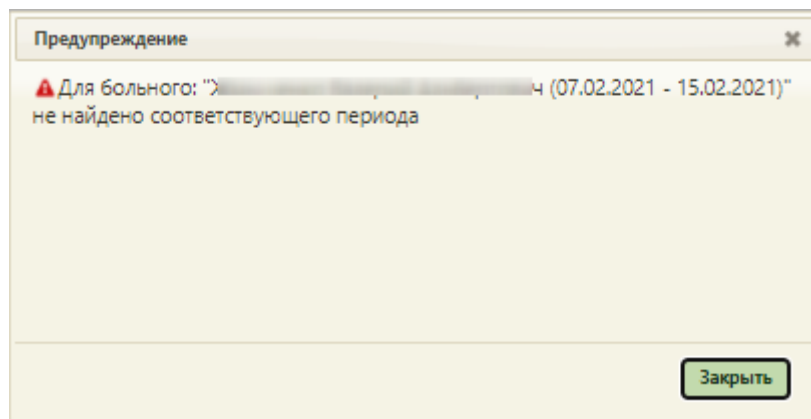 Предупреждение
Для больного: "Ж ч (07.02.2021 - 15.02.2021)"
не найдено соответствующего периода
Закрыть